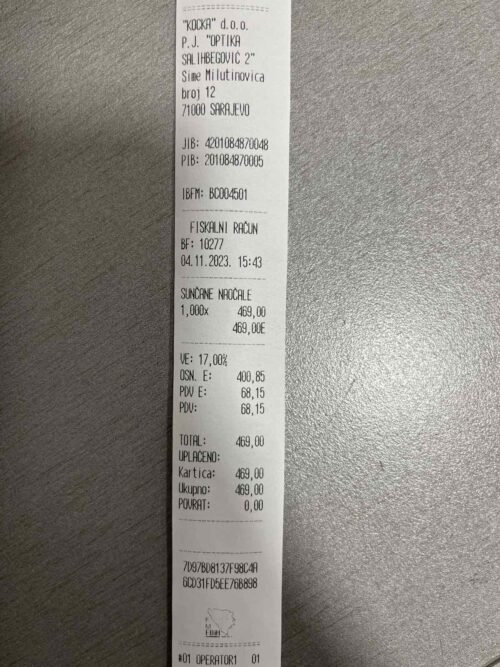 "KOCKA" d.o.o.
P.J. "OPTIKA
SALIHBEGOVIĆ 2"
Sime Milutinovica
broj 12
71000 SARAJEVO
JIB: 4201084870048
PIB: 201084870005
IBFM: BC004501
FISKALNI RAČUN
BF: 10277
04.11.2023. 15:43
SUNČANE NAOČALE
1,000x 469,00
469,00E
VE: 17,00%
OSN. E: 400,85
PDV E: 68,15
PDV: 68,15
TOTAL: 469,00
UPLAĆENO:
Kartica: 469,00
Ukupno: 469,00
POVRAT: 0,00
7D97BD8137F98C4A
6CD31FD5EE76B898
#01 OPERATOR1 01